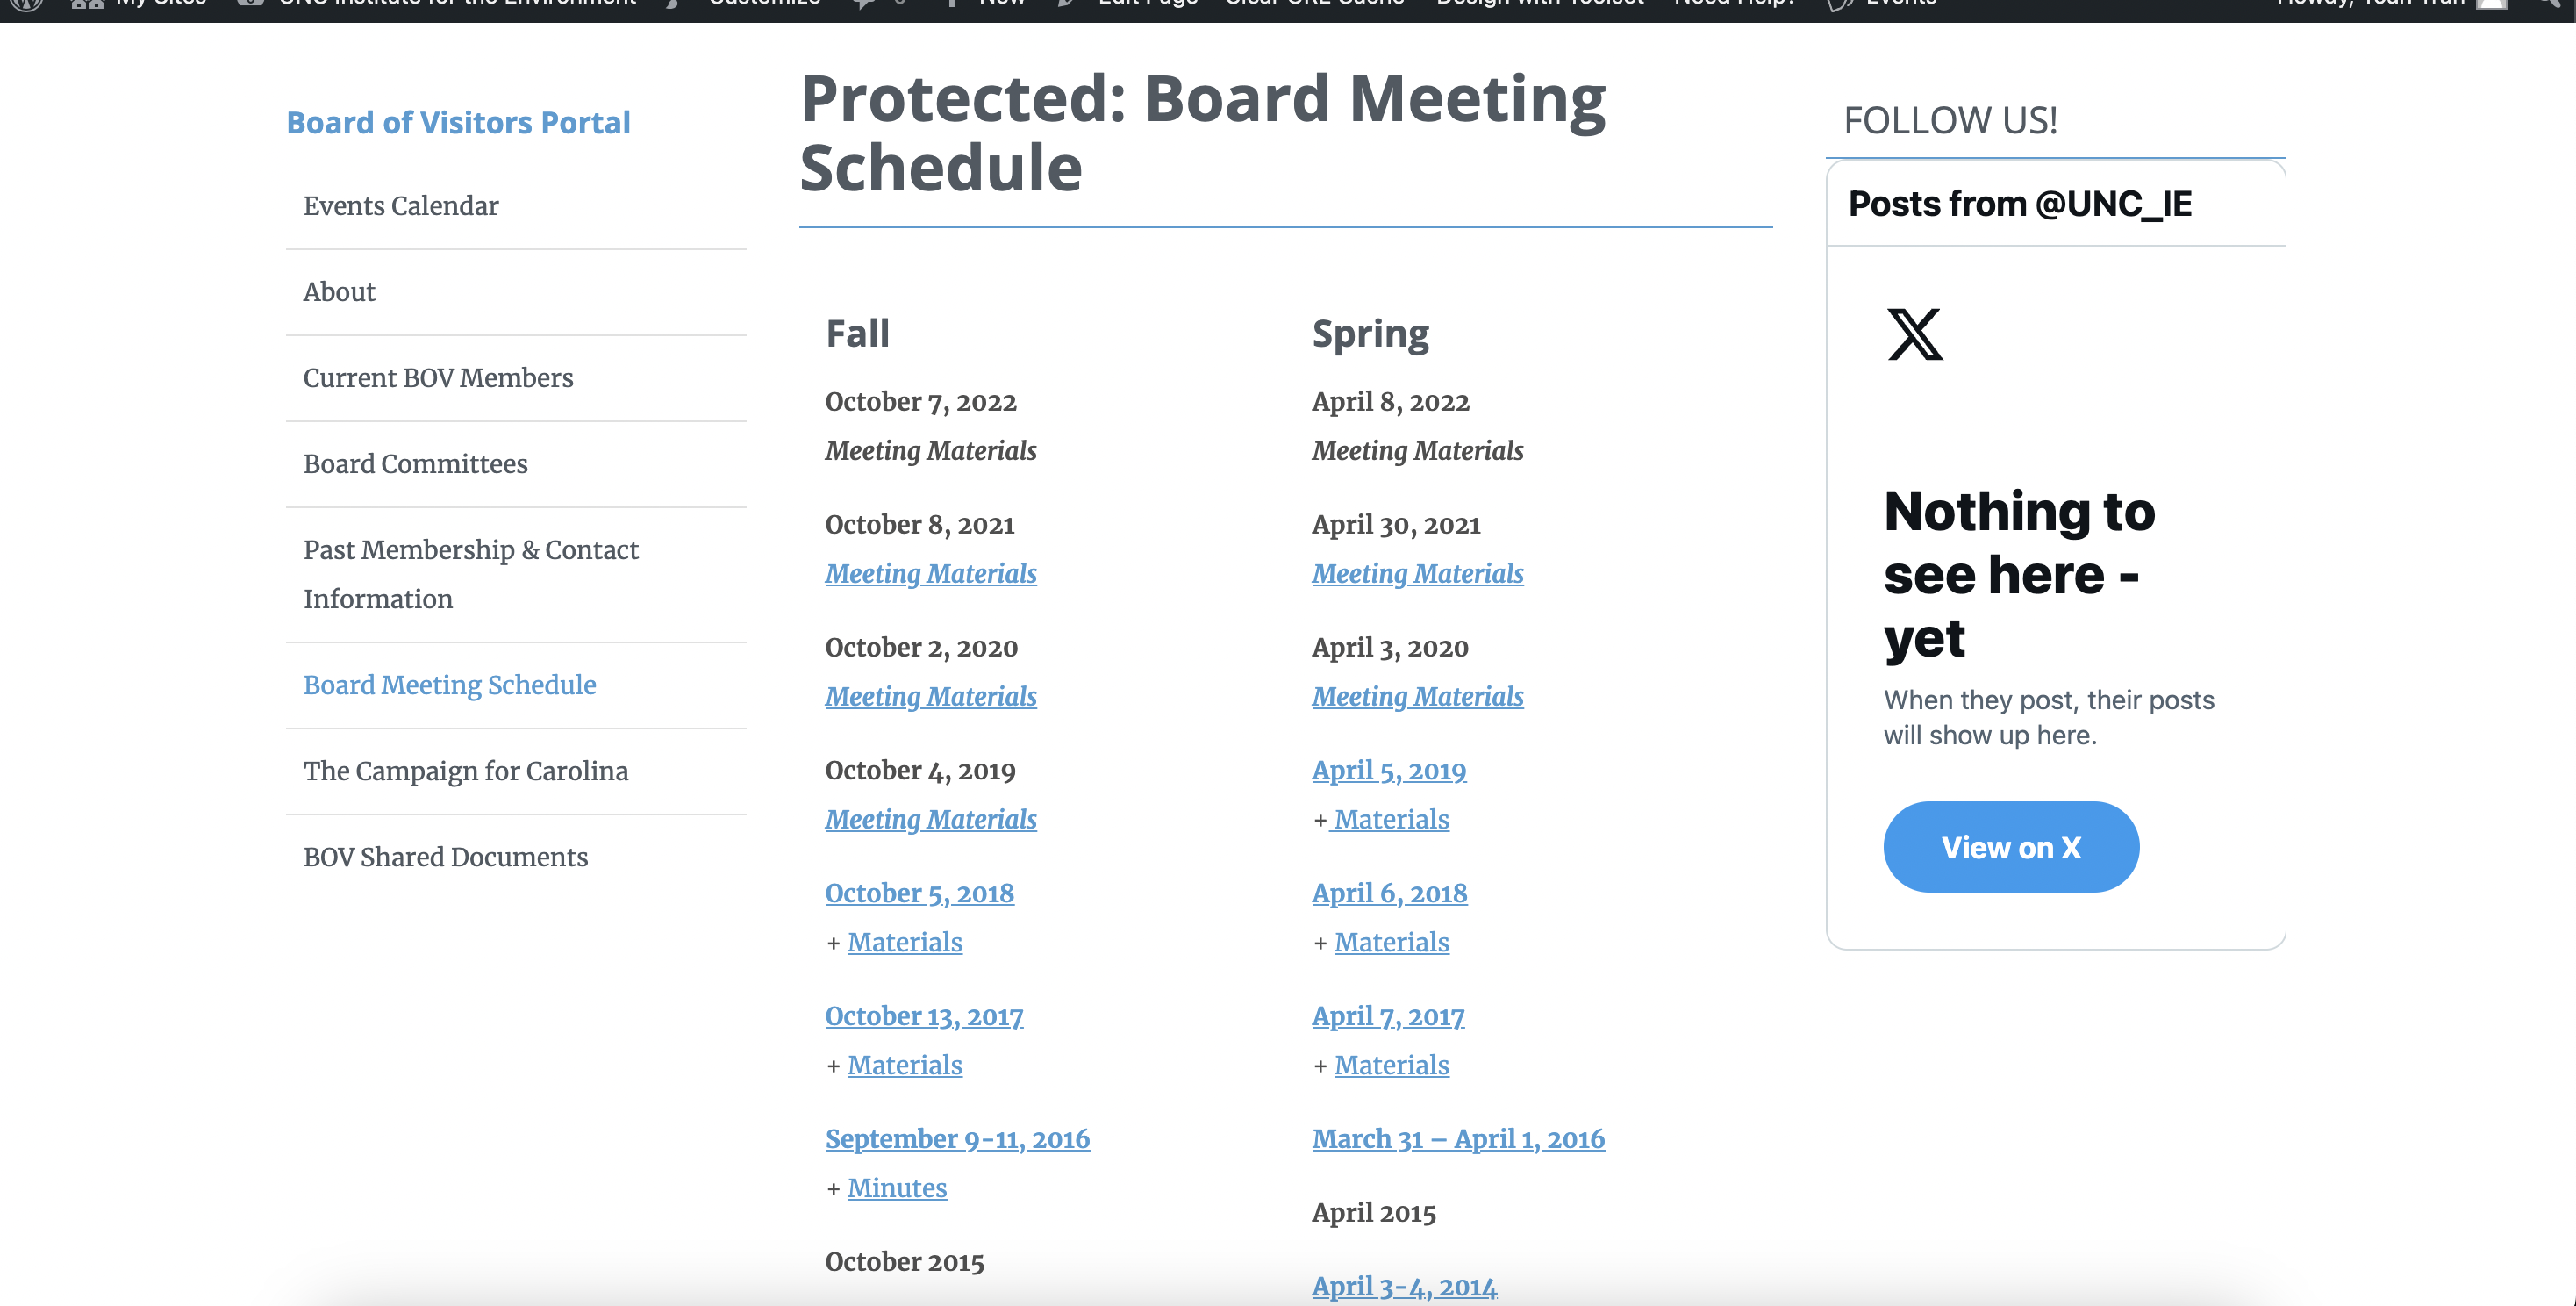 My Sites UNC Institute for the Environment Customize 0 New Edit Page Clear URL Cache Design with Toolset Need Help? Events Howdy, Toan Tran
Board of Visitors Portal
Events Calendar
About
Current BOV Members
Board Committees
Past Membership & Contact
Information
Board Meeting Schedule
The Campaign for Carolina
BOV Shared Documents
Protected: Board Meeting
Schedule
Fall
October 7, 2022
Meeting Materials
October 8, 2021
Meeting Materials
October 2, 2020
Meeting Materials
October 4, 2019
Meeting Materials
October 5, 2018
+ Materials
October 13, 2017
+ Materials
September 9-11, 2016
+ Minutes
October 2015
Spring
April 8, 2022
Meeting Materials
April 30, 2021
Meeting Materials
April 3, 2020
Meeting Materials
April 5, 2019
+ Materials
April 6, 2018
+ Materials
April 7, 2017
+ Materials
March 31 – April 1, 2016
April 2015
April 3-4, 2014
FOLLOW US!
Posts from @UNC_IE
Nothing to
see here -
yet
When they post, their posts
will show up here.
View on X